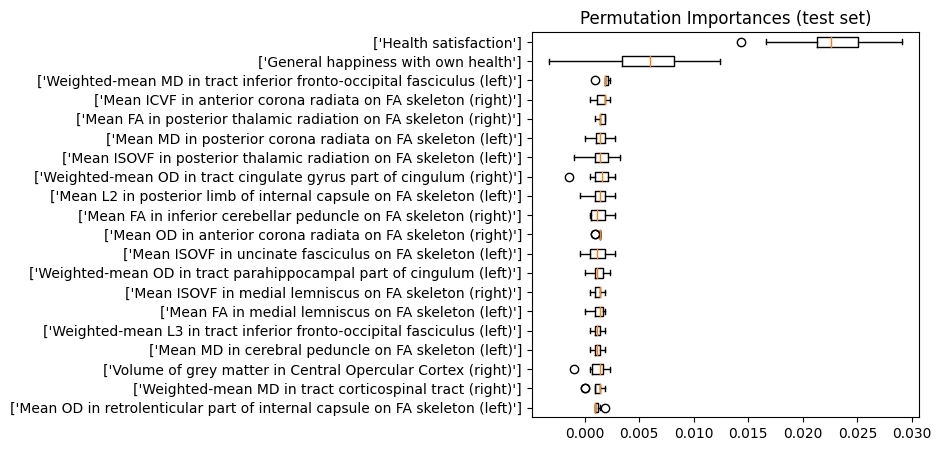 Permutation Importances (test set)
['Health satisfaction']
['General happiness with own health']
['Weighted-mean MD in tract inferior fronto-occipital fasciculus (left)']
['Mean ICVF in anterior corona radiata on FA skeleton (right)']
['Mean FA in posterior thalamic radiation on FA skeleton (right)']
['Mean MD in posterior corona radiata on FA skeleton (left)']
['Mean ISOVF in posterior thalamic radiation on FA skeleton (left)']
['Weighted-mean OD in tract cingulate gyrus part of cingulum (right)']
['Mean L2 in posterior limb of internal capsule on FA skeleton (left)']
['Mean FA in inferior cerebellar peduncle on FA skeleton (right)']
['Mean OD in anterior corona radiata on FA skeleton (right)']
['Mean ISOVF in uncinate fasciculus on FA skeleton (left)']
['Weighted-mean OD in tract parahippocampal part of cingulum (left)']
['Mean ISOVF in medial lemniscus on FA skeleton (right)']
['Mean FA in medial lemniscus on FA skeleton (left)']
['Weighted-mean L3 in tract inferior fronto-occipital fasciculus (left)']
['Mean MD in cerebral peduncle on FA skeleton (left)']
['Volume of grey matter in Central Opercular Cortex (right)']
['Weighted-mean MD in tract corticospinal tract (right)']
['Mean OD in retrolenticular part of internal capsule on FA skeleton (left)']
0.000 0.005 0.010 0.015 0.020 0.025 0.030